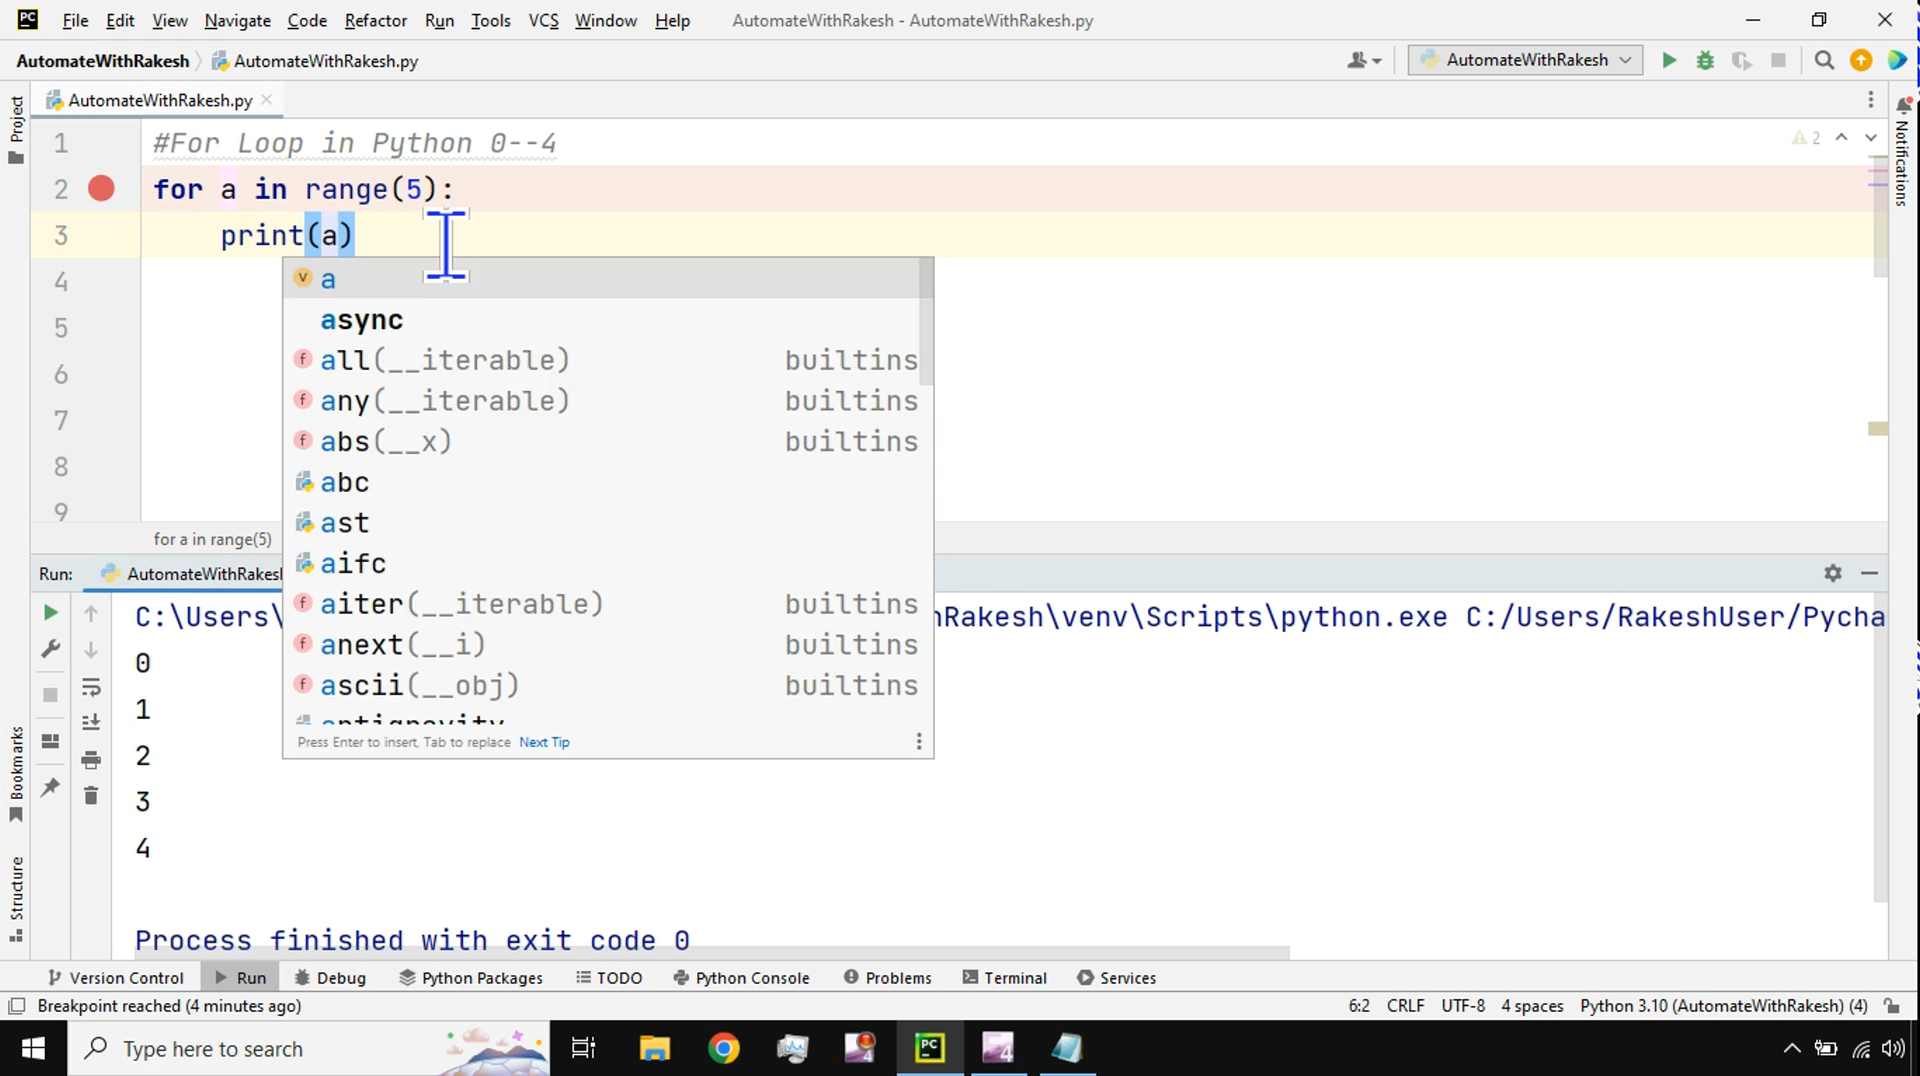 PC File Edit View Navigate Code Refactor Run Tools VCS Window Help AutomateWithRakesh - AutomateWithRakesh.py
AutomateWithRakesh AutomateWithRakesh.py AutomateWithRakesh
Project
AutomateWithRakesh.py
Notifications
1 #For Loop in Python 0--4
2
2 for a in range(5):
3 print(a)
4
5
6
7
8
9
v a
async
f all(__iterable) builtins
f any(__iterable) builtins
f abs(__x) builtins
abc
ast
aifc
f aiter(__iterable) builtins
f anext(__i) builtins
f ascii(__obj) builtins
antigravity
Press Enter to insert, Tab to replace Next Tip
for a in range(5)
Run: AutomateWithRakesh
C:\Users\ hRakesh\venv\Scripts\python.exe C:/Users/RakeshUser/Pycha
0
1
2
3
4
Process finished with exit code 0
Bookmarks
Structure
Version Control Run Debug Python Packages TODO Python Console Problems Terminal Services
Breakpoint reached (4 minutes ago) 6:2 CRLF UTF-8 4 spaces Python 3.10 (AutomateWithRakesh) (4)
Type here to search 4 PC 4